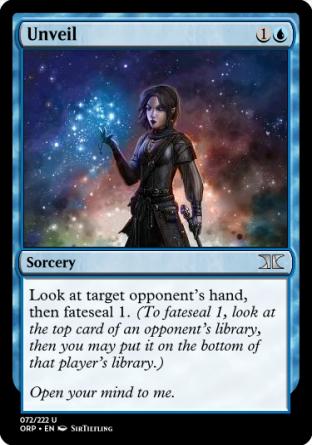 Unveil 1
Sorcery
Look at target opponent's hand,
then fateseal 1. (To fateseal 1, look at
the top card of an opponent's library,
then you may put it on the bottom of
that player's library.)
Open your mind to me.
072/222 U
ORP • EN SirTiefling